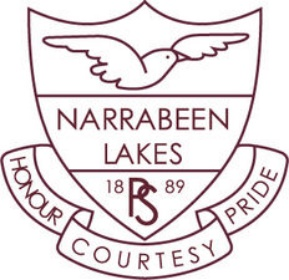 NARRABEEN
LAKES
18 PS 89
HONOUR COURTESY PRIDE